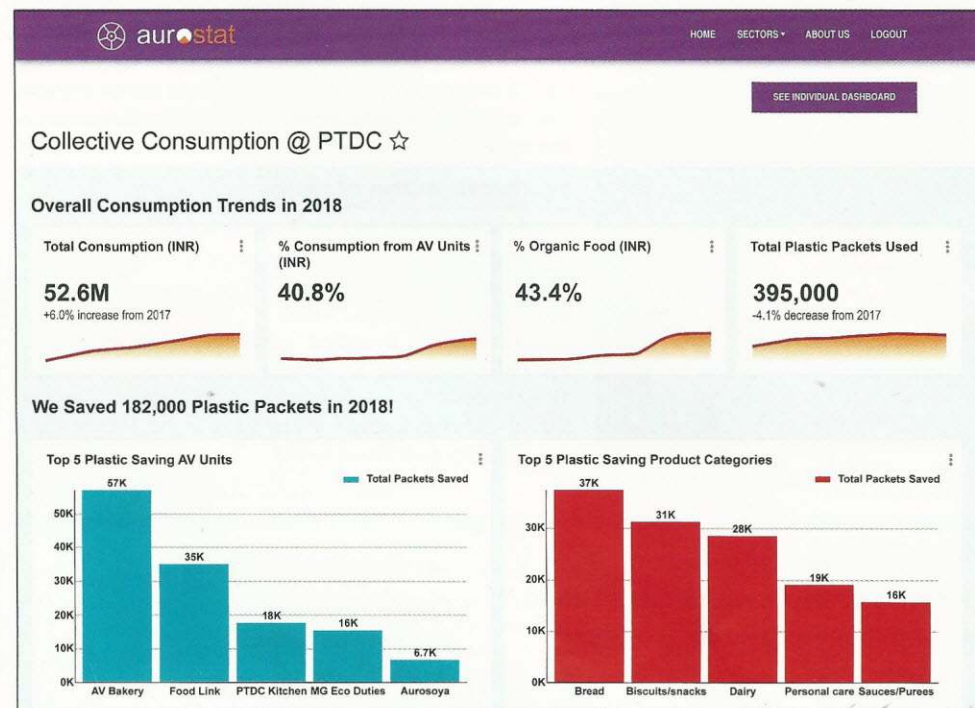 aurostat
HOME SECTORS ABOUT US LOGOUT
SEE INDIVIDUAL DASHBOARD
Collective Consumption @ PTDC
Overall Consumption Trends in 2018
Total Consumption (INR)
52.6M
+6.0% increase from 2017
% Consumption from AV Units
(INR)
40.8%
% Organic Food (INR)
43.4%
Total Plastic Packets Used
395,000
-4.1% decrease from 2017
We Saved 182,000 Plastic Packets in 2018!
Top 5 Plastic Saving AV Units
Total Packets Saved
57K
35K
18K
16K
6.7K
50K
40K
30K
20K
10K
0K
AV Bakery Food Link PTDC Kitchen MG Eco Duties Aurosoya
Top 5 Plastic Saving Product Categories
Total Packets Saved
37K
31K
28K
19K
16K
30K
20K
10K
0K
Bread Biscuits/snacks Dairy Personal care Sauces/Purees